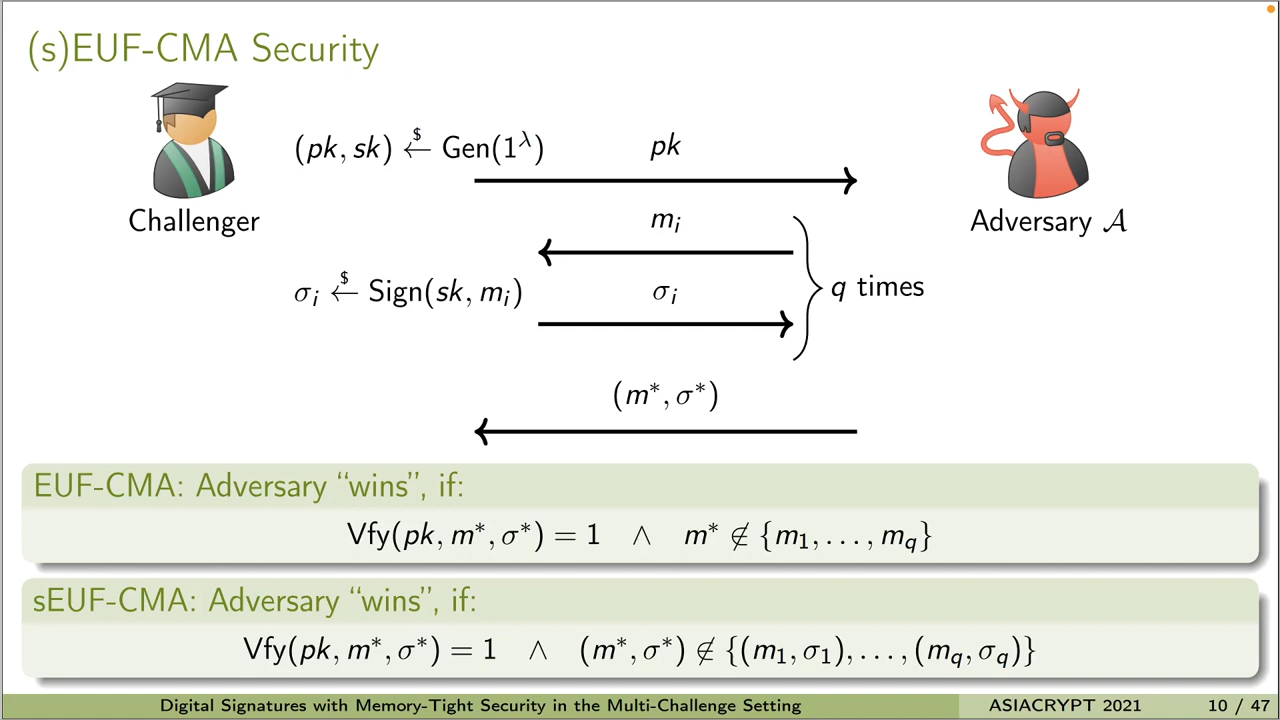 (s)EUF-CMA Security
(pk, sk) $← Gen(1^λ)
pk
Challenger
Adversary 𝒜
m_i
σ_i $← Sign(sk, m_i)
σ_i
q times
(m*, σ*)
EUF-CMA: Adversary “wins”, if:
Vfy(pk, m*, σ*) = 1 ∧ m* ∉ {m_1, . . . , m_q}
sEUF-CMA: Adversary “wins”, if:
Vfy(pk, m*, σ*) = 1 ∧ (m*, σ*) ∉ {(m_1, σ_1), . . . , (m_q, σ_q)}
Digital Signatures with Memory-Tight Security in the Multi-Challenge Setting
ASIACRYPT 2021
10 / 47